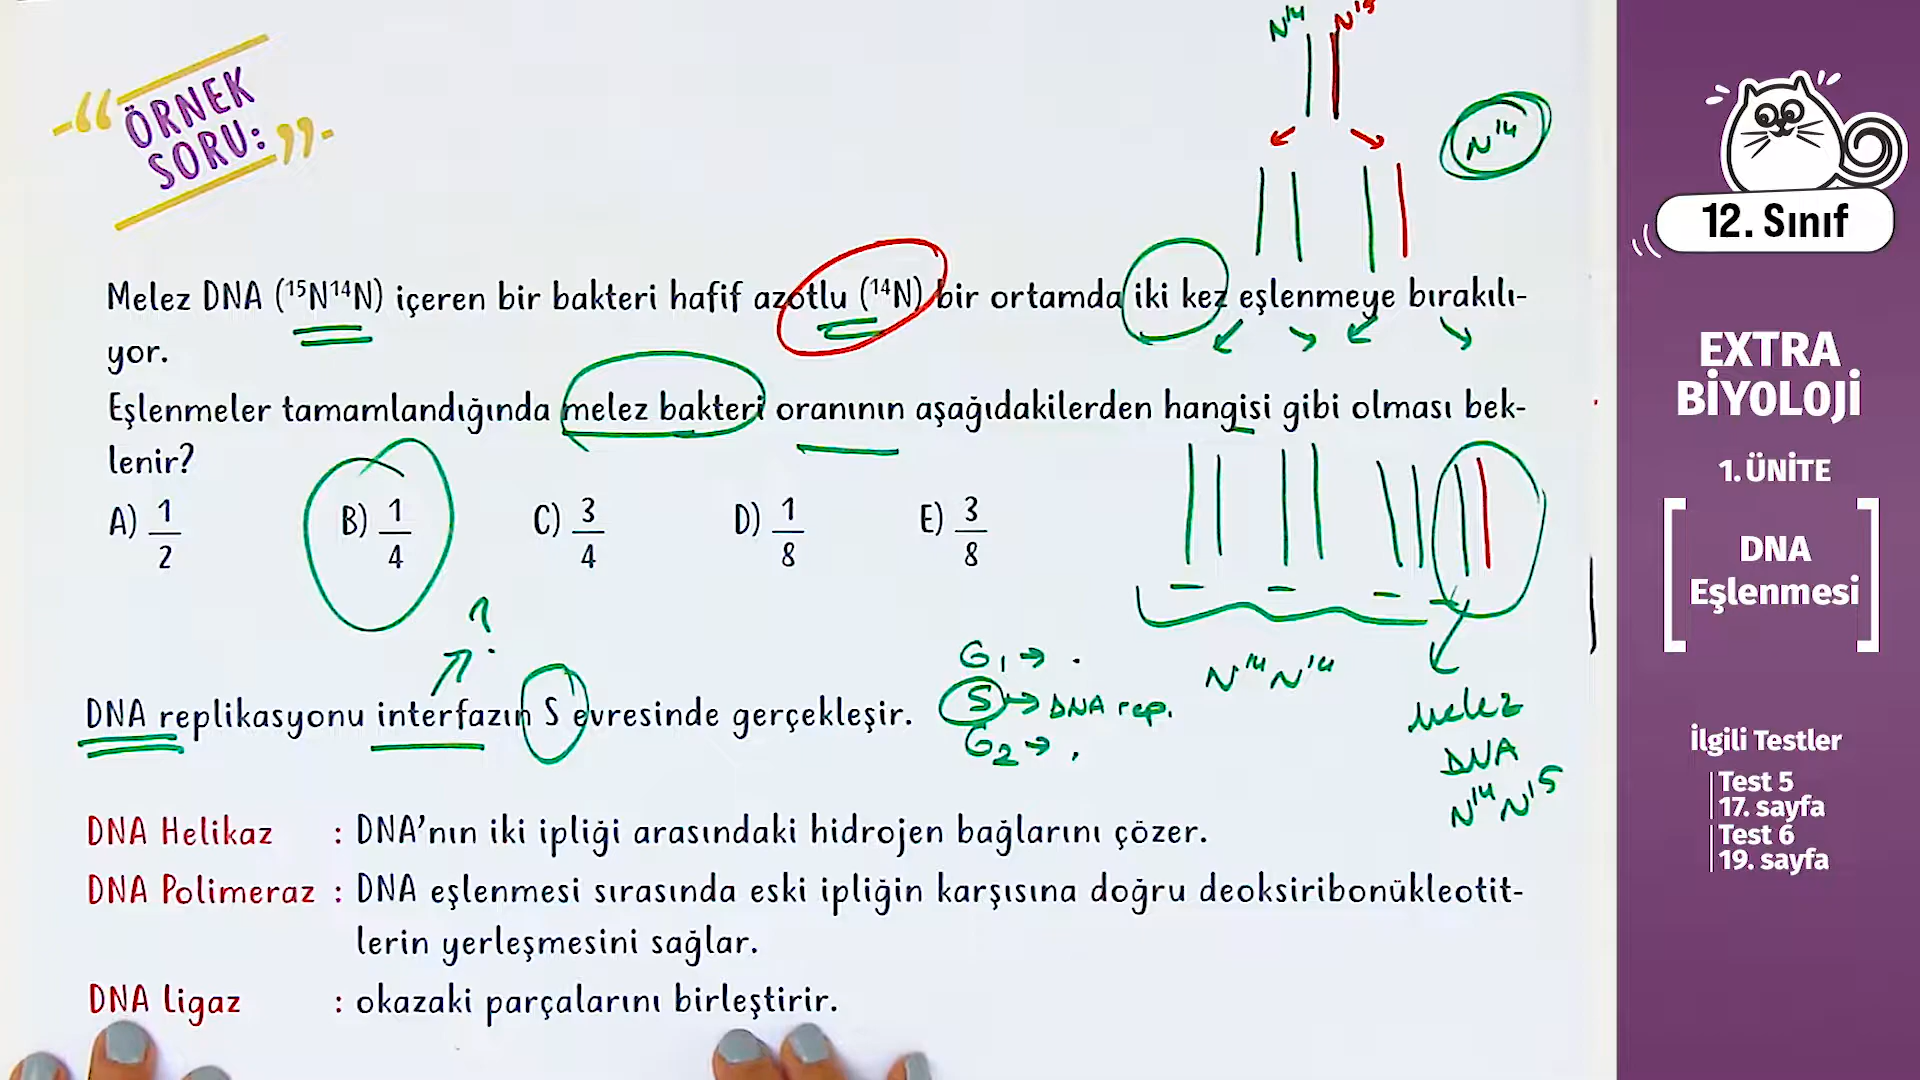 N¹⁴ N¹⁵
N¹⁴
"ÖRNEK
SORU:"
Melez DNA (¹⁵N¹⁴N) içeren bir bakteri hafif azotlu (¹⁴N) bir ortamda iki kez eşlenmeye bırakılı-
yor.
Eşlenmeler tamamlandığında melez bakteri oranının aşağıdakilerden hangisi gibi olması bek-
lenir?
A) 1/2 B) 1/4 C) 3/4 D) 1/8 E) 3/8
?
G₁ → .
S → DNA rep.
G₂ → .
N¹⁴N¹⁴
melez
DNA
N¹⁴N¹⁵
DNA replikasyonu interfazın S evresinde gerçekleşir.
DNA Helikaz : DNA’nın iki ipliği arasındaki hidrojen bağlarını çözer.
DNA Polimeraz : DNA eşlenmesi sırasında eski ipliğin karşısına doğru deoksiribonükleotit-
lerin yerleşmesini sağlar.
DNA Ligaz : okazaki parçalarını birleştirir.
12. Sınıf
EXTRA
BİYOLOJİ
1. ÜNİTE
DNA
Eşlenmesi
İlgili Testler
Test 5
17. sayfa
Test 6
19. sayfa